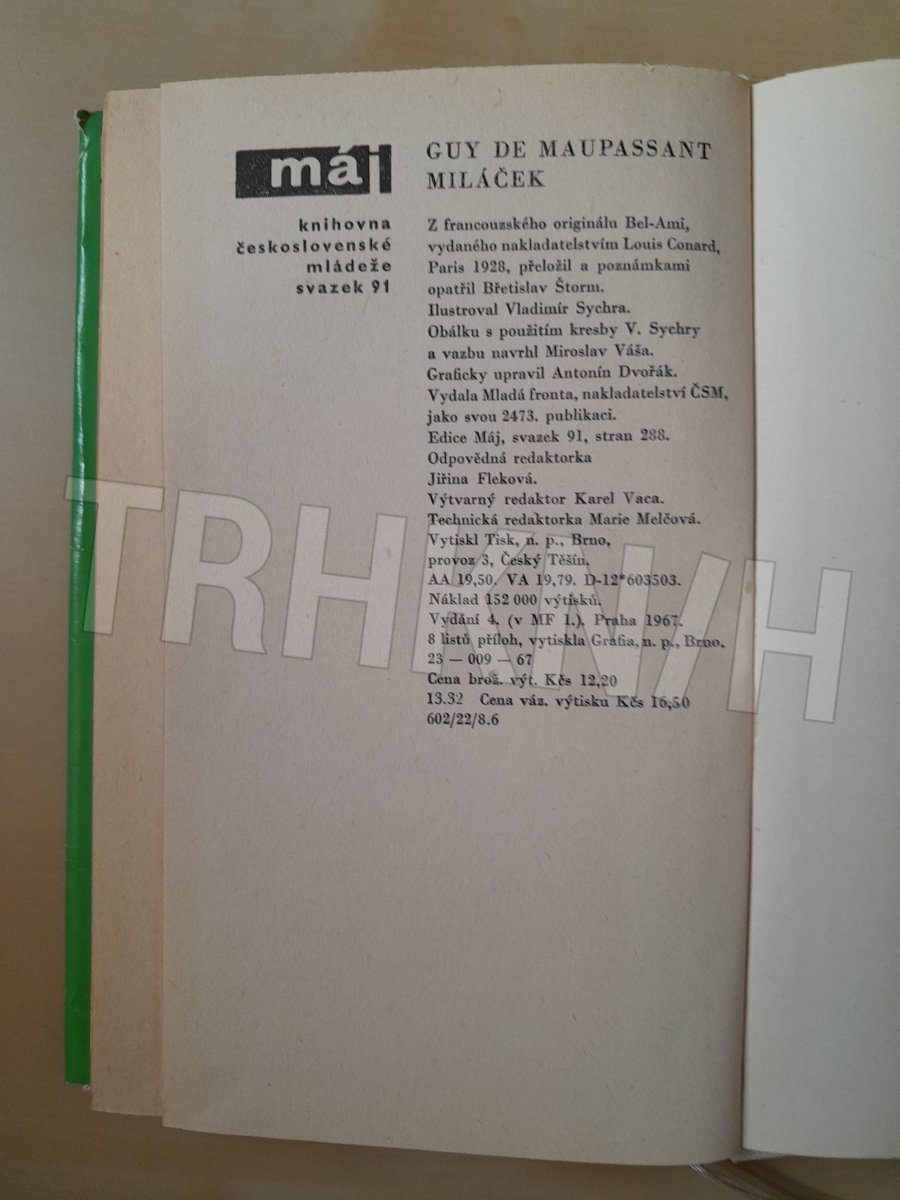 máj
knihovna
československé
mládeže
svazek 91
GUY DE MAUPASSANT
MILÁČEK
Z francouzského originálu Bel-Ami,
vydaného nakladatelstvím Louis Conard,
Paris 1928, přeložil a poznámkami
opatřil Břetislav Štorm.
Ilustroval Vladimír Sychra.
Obálku s použitím kresby V. Sychry
a vazbu navrhl Miroslav Váša.
Graficky upravil Antonín Dvořák.
Vydala Mladá fronta, nakladatelství ČSM,
jako svou 2473. publikaci.
Edice Máj, svazek 91, stran 288.
Odpovědná redaktorka
Jiřina Fleková.
Výtvarný redaktor Karel Vaca.
Technická redaktorka Marie Melčová.
Vytiskl Tisk, n. p., Brno,
provoz 3, Český Těšín.
AA 19,50. VA 19,79. D-12*603503.
Náklad 152 000 výtisků.
Vydání 4. (v MF 1.). Praha 1967.
8 listů příloh, vytiskla Grafia, n. p., Brno.
23 — 009 — 67
Cena brož. výt. Kčs 12,20
13.32 Cena váz. výtisku Kčs 16,50
602/22/8.6
TRHKNIH